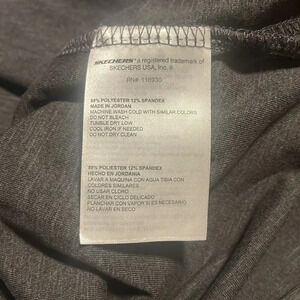 SKECHERS® a registered trademark of
SKECHERS USA, Inc. II
RN# 116930
88% POLYESTER 12% SPANDEX
MADE IN JORDAN
MACHINE WASH COLD WITH SIMILAR COLORS
DO NOT BLEACH
TUMBLE DRY LOW
COOL IRON IF NEEDED
DO NOT DRY CLEAN
88% POLIESTER 12% SPANDEX
HECHO EN JORDANIA
LAVAR A MAQUINA CON AGUA TIBIA CON
COLORES SIMILARES
NO USAR CLORO
SECAR EN CICLO DELICADO
PLANCHAR CON VAPOR SI ES NECESARIO
NO LAVAR EN SECO